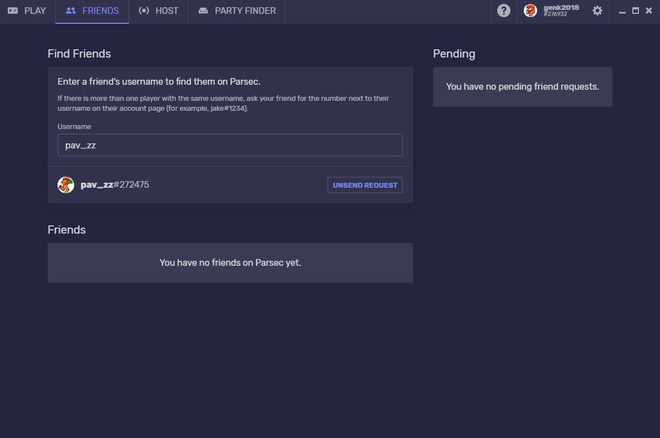 PLAY
FRIENDS
HOST
PARTY FINDER
?
genk2018
#276932
Find Friends
Enter a friend's username to find them on Parsec.
If there is more than one player with the same username, ask your friend for the number next to their
username on their account page (for example, jake#1234).
Username
pav_zz
pav_zz#272475
UNSEND REQUEST
Friends
You have no friends on Parsec yet.
Pending
You have no pending friend requests.